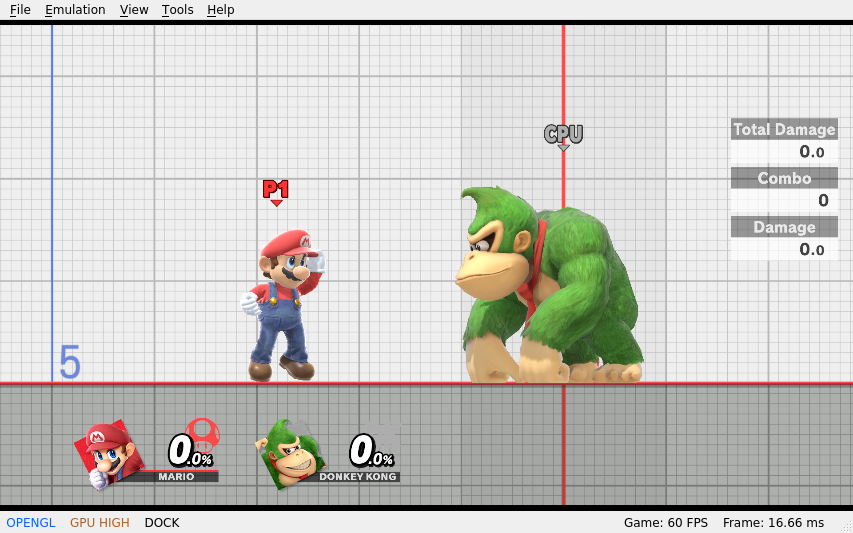 File Emulation View Tools Help
CPU
Total Damage
0.0
Combo
0
Damage
0.0
P1
M
5
M
0.0%
0.0%
MARIO
DONKEY KONG
OPENGL GPU HIGH DOCK
Game: 60 FPS Frame: 16.66 ms